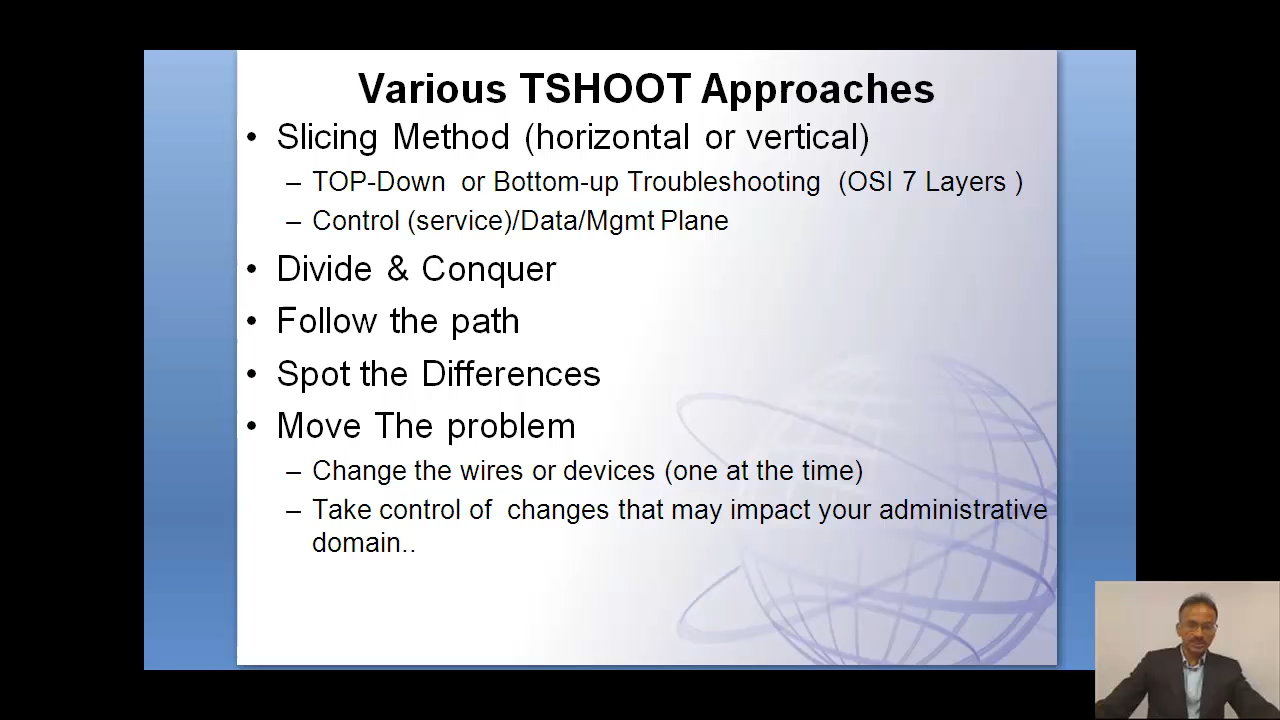 Various TSHOOT Approaches
• Slicing Method (horizontal or vertical)
– TOP-Down or Bottom-up Troubleshooting (OSI 7 Layers )
– Control (service)/Data/Mgmt Plane
• Divide & Conquer
• Follow the path
• Spot the Differences
• Move The problem
– Change the wires or devices (one at the time)
– Take control of changes that may impact your administrative
domain..